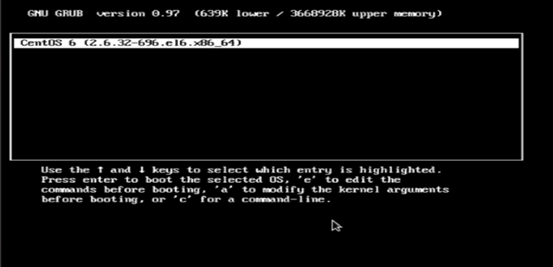 GNU GRUB version 0.97 (639K lower / 3668928K upper memory)
CentOS 6 (2.6.32-696.el6.x86_64)
Use the ↑ and ↓ keys to select which entry is highlighted.
Press enter to boot the selected OS, 'e' to edit the
commands before booting, 'a' to modify the kernel arguments
before booting, or 'c' for a command-line.